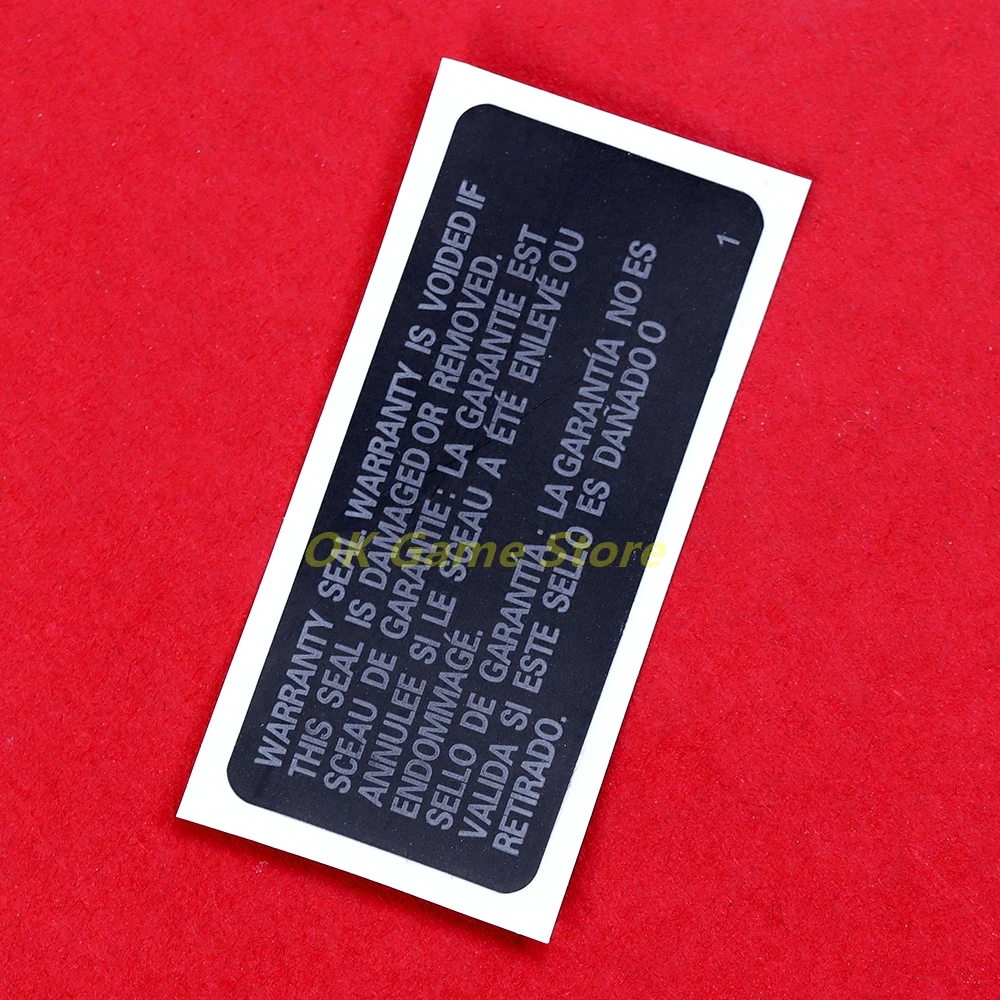 WARRANTY SEAL WARRANTY IS VOIDED IF
THIS SEAL IS DAMAGED OR REMOVED.
SCEAU DE GARANTIE: LA GARANTIE EST
ANNULEE SI LE SCEAU A ÉTÉ ENLEVÉ OU
ENDOMMAGÉ.
SELLO DE GARANTÍA : LA GARANTÍA NO ES
VALIDA SI ESTE SELLO ES DAÑADO O
RETIRADO.
1
OK Game Store